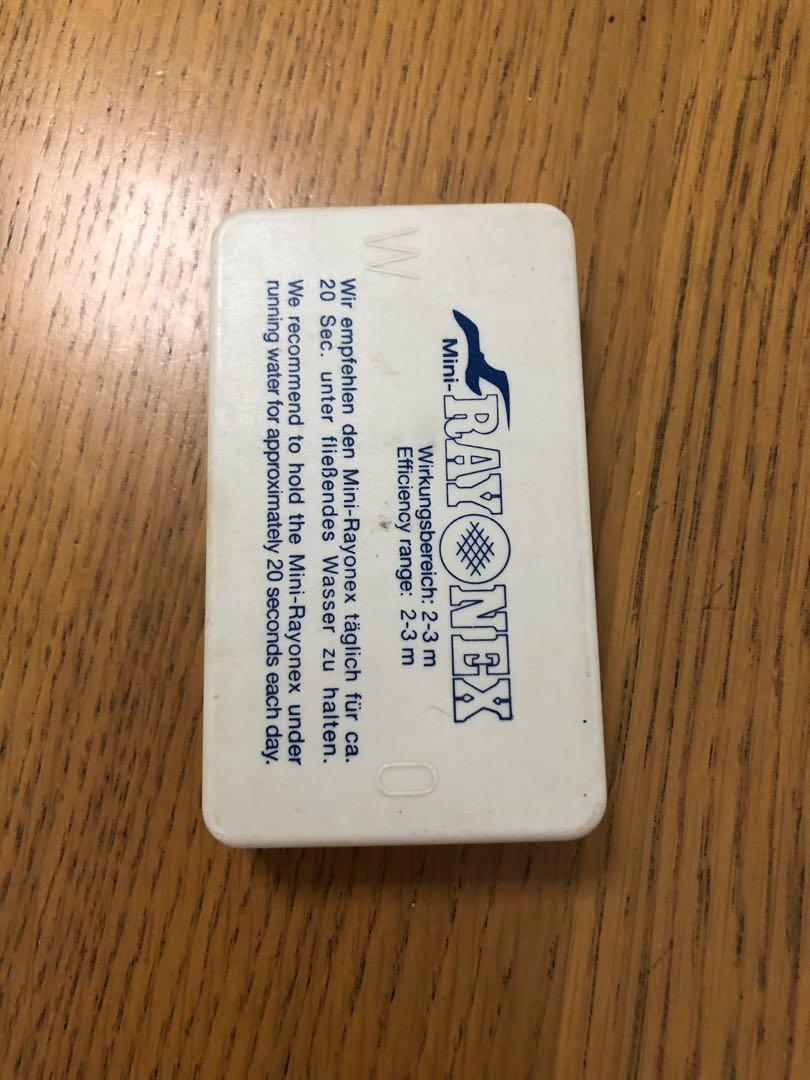 W
Mini-RAYONEX
Wirkungsbereich: 2-3 m
Efficiency range: 2-3 m
O
Wir empfehlen den Mini-Rayonex täglich für ca.
20 Sec. unter fließendes Wasser zu halten.
We recommend to hold the Mini-Rayonex under
running water for approximately 20 seconds each day.